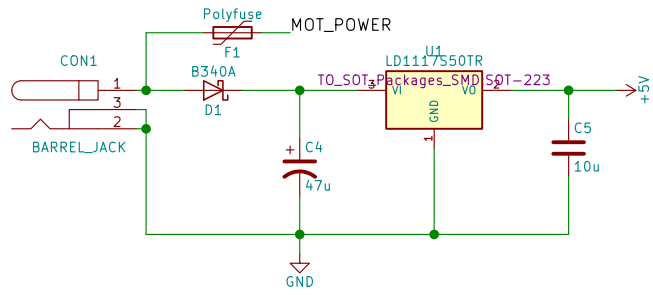 Polyfuse
MOT_POWER
F1
U1
LD1117S50TR
CON1
B340A
TO_SOT_Packages_SMD:SOT-223
1
3
VI
VO
2
+5V
3
D1
GND
2
1
C5
BARREL_JACK
C4
+
47u
10u
GND